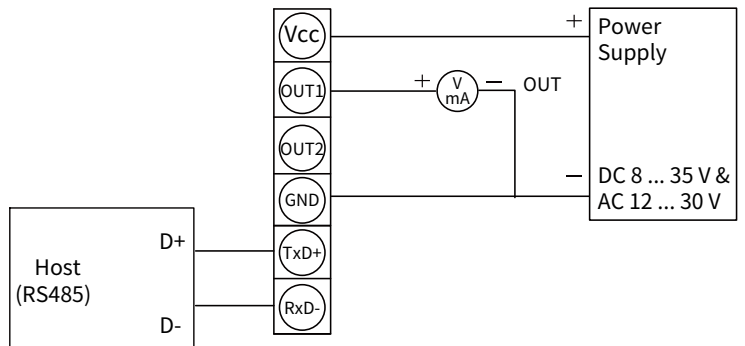 Vcc
+
Power
Supply
OUT1
+
V
mA
−
OUT
OUT2
GND
−
DC 8 ... 35 V &
AC 12 ... 30 V
Host
(RS485)
D+
TxD+
D-
RxD-